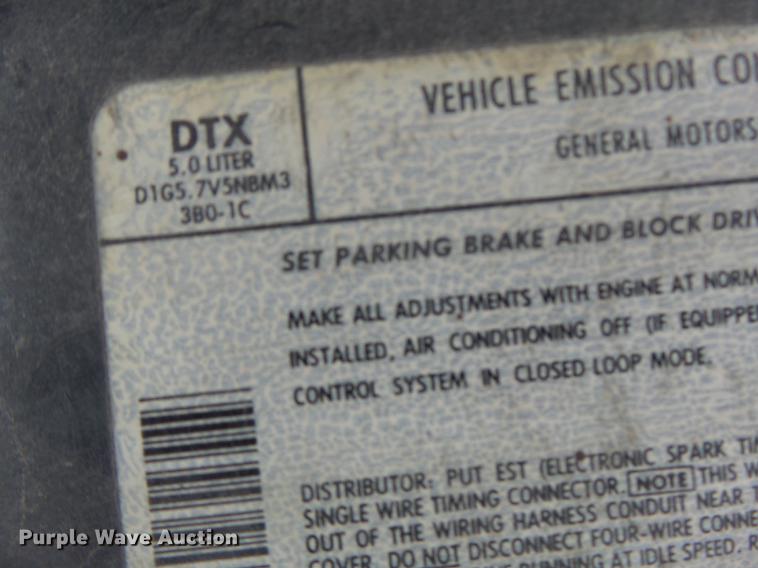 DTX
5.0 LITER
D1G5.7V5NBM3
3B0-1C
VEHICLE EMISSION
GENERAL MOTORS
SET PARKING BRAKE AND BLOCK
MAKE ALL ADJUSTMENTS WITH ENGINE AT
INSTALLED, AIR CONDITIONING OFF (IF
CONTROL SYSTEM IN CLOSED LOOP MODE.
DISTRIBUTOR: PUT EST (ELECTRONIC SPARK
SINGLE WIRE TIMING CONNECTOR. NOTE THIS
OUT OF THE WIRING HARNESS CONDUIT NEAR
COVER. DO NOT DISCONNECT FOUR-WIRE
RUNNING AT IDLE SPEED.
Purple Wave Auction